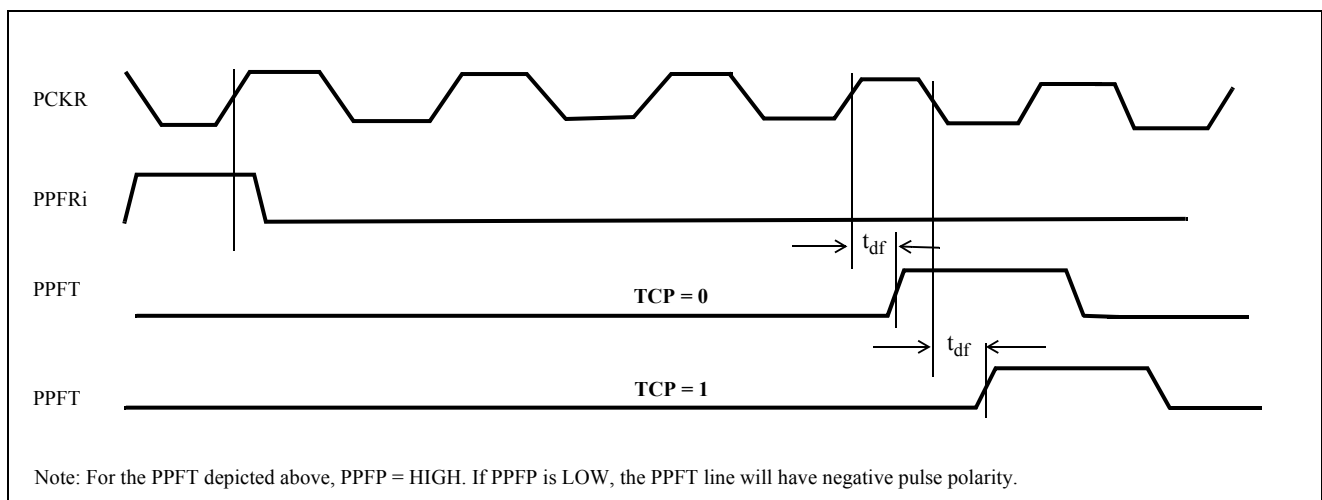 PCKR
PPFRi
tdf
PPFT
TCP = 0
tdf
PPFT
TCP = 1
Note: For the PPFT depicted above, PPFP = HIGH. If PPFP is LOW, the PPFT line will have negative pulse polarity.